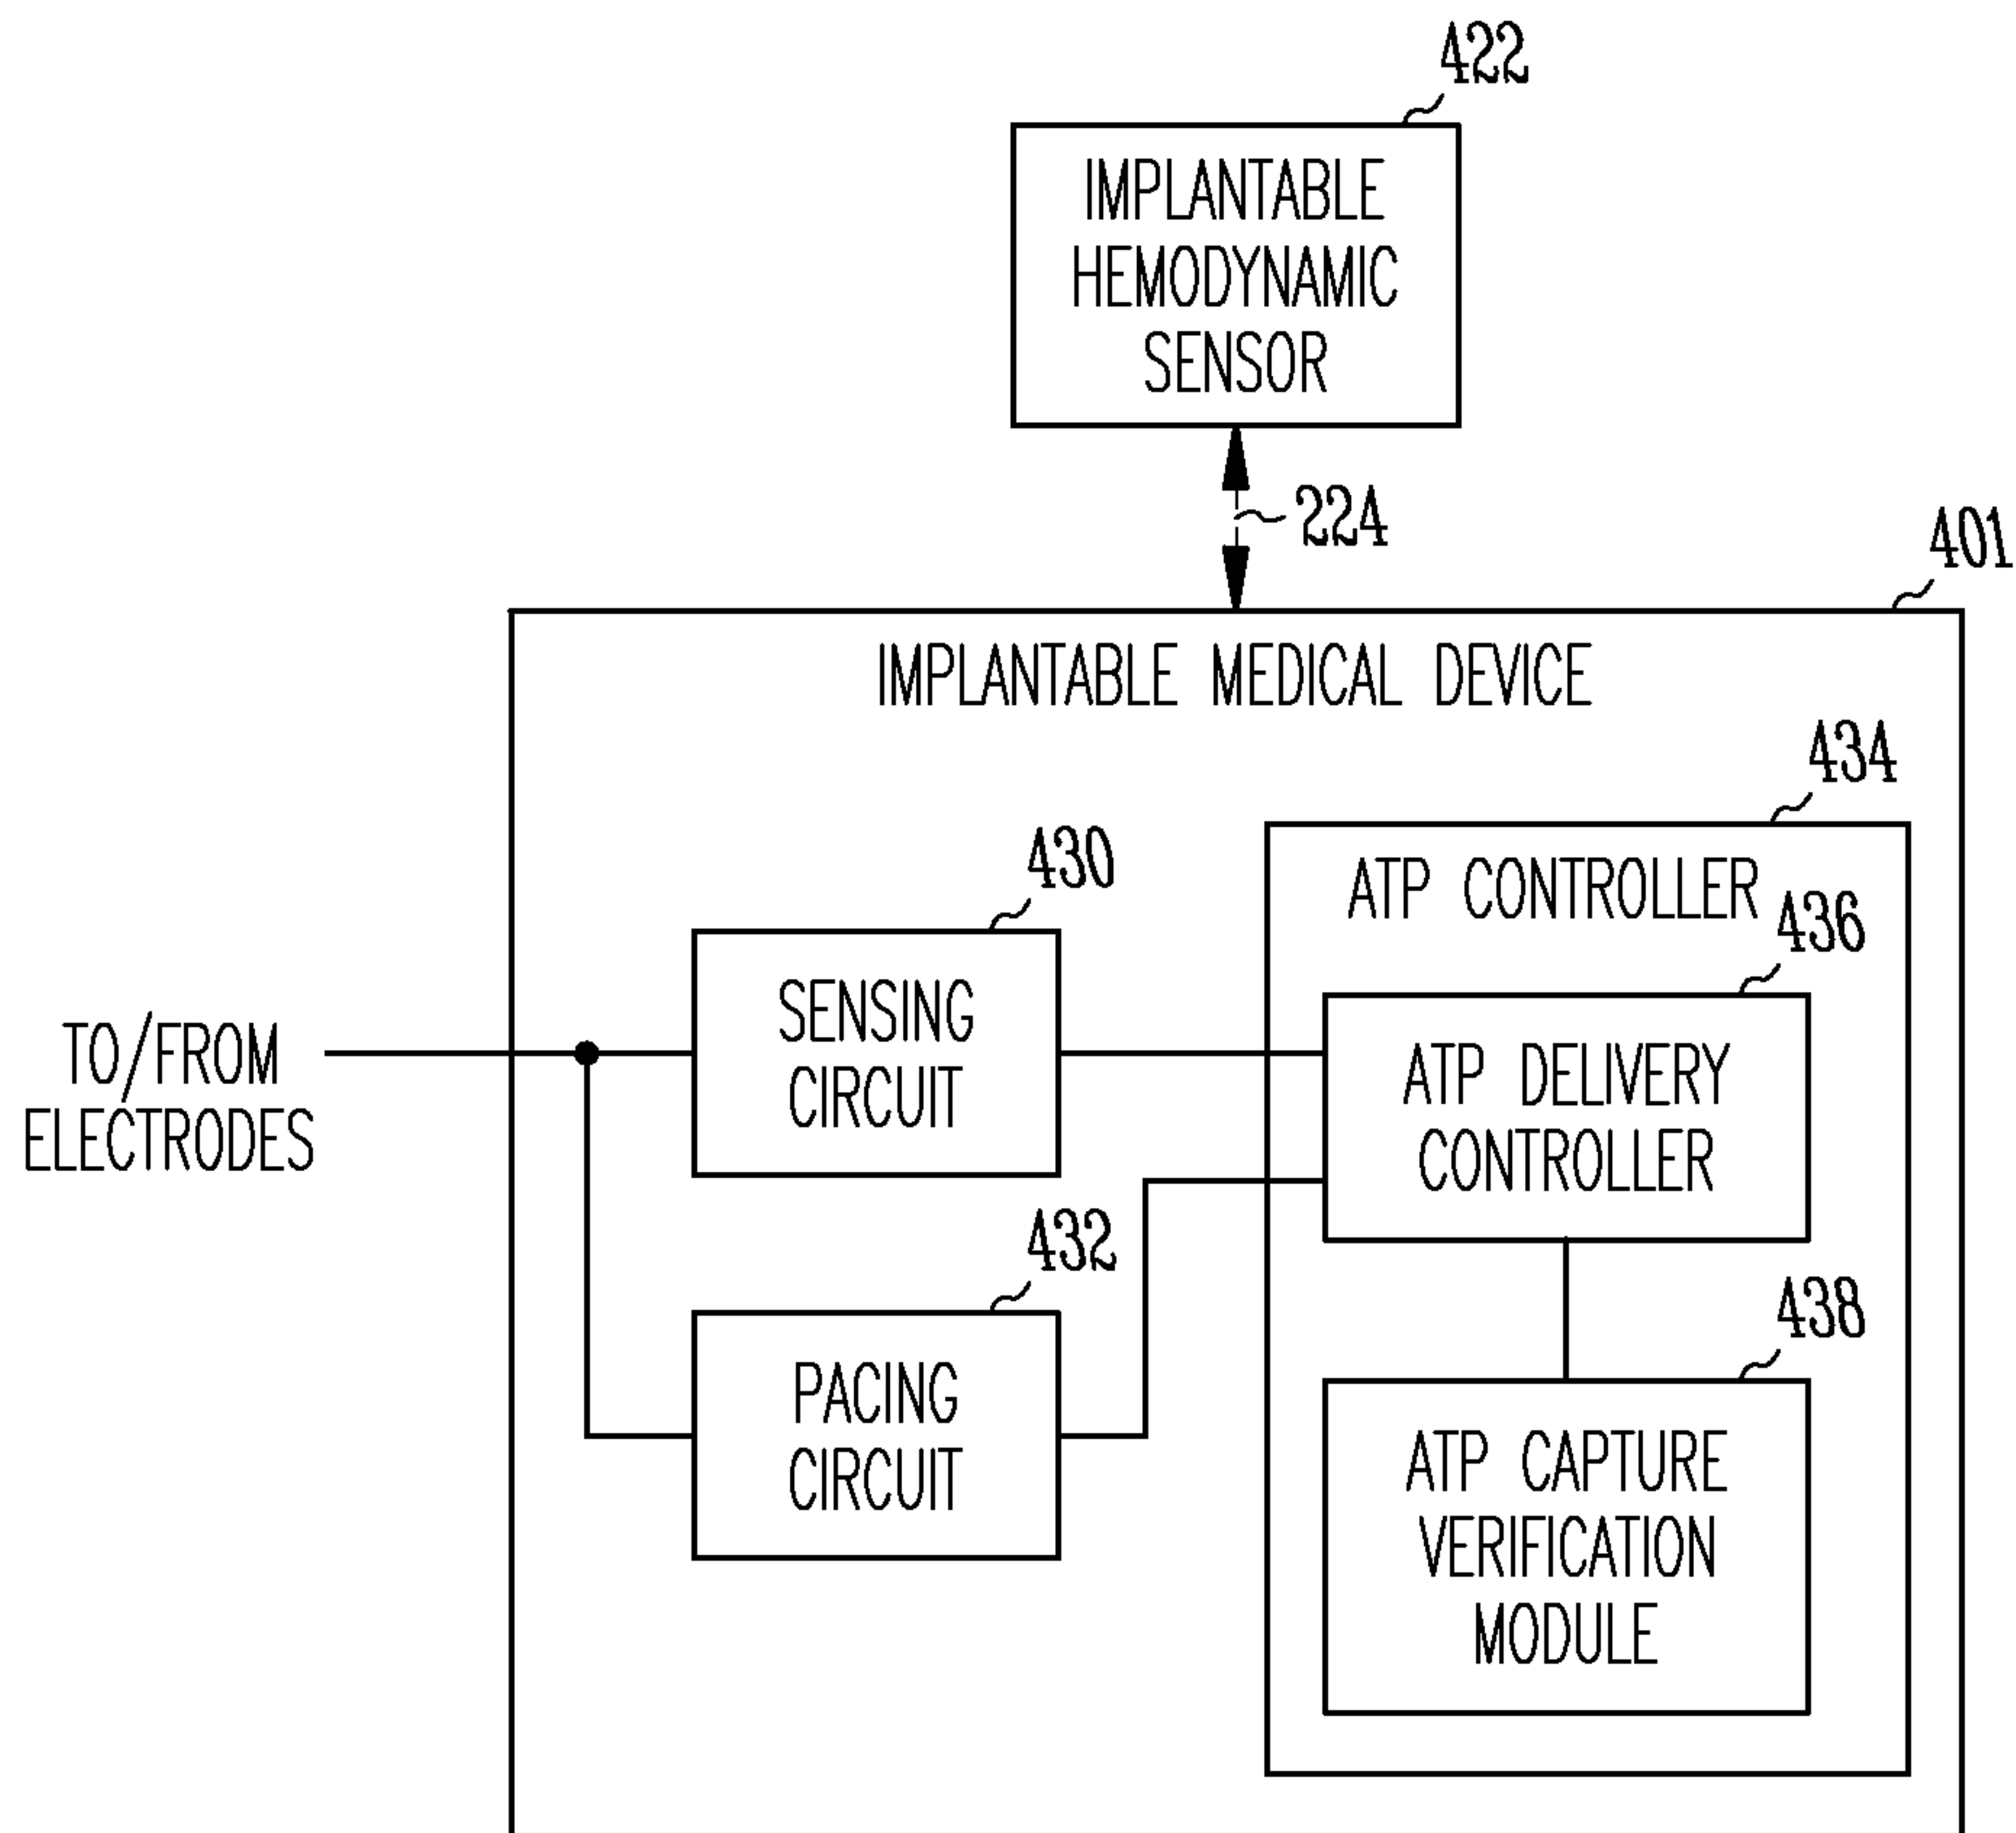 422
IMPLANTABLE
HEMODYNAMIC
SENSOR
224
401
IMPLANTABLE MEDICAL DEVICE
434
ATP CONTROLLER
430
SENSING
CIRCUIT
436
ATP DELIVERY
CONTROLLER
TO/FROM
ELECTRODES
432
PACING
CIRCUIT
438
ATP CAPTURE
VERIFICATION
MODULE